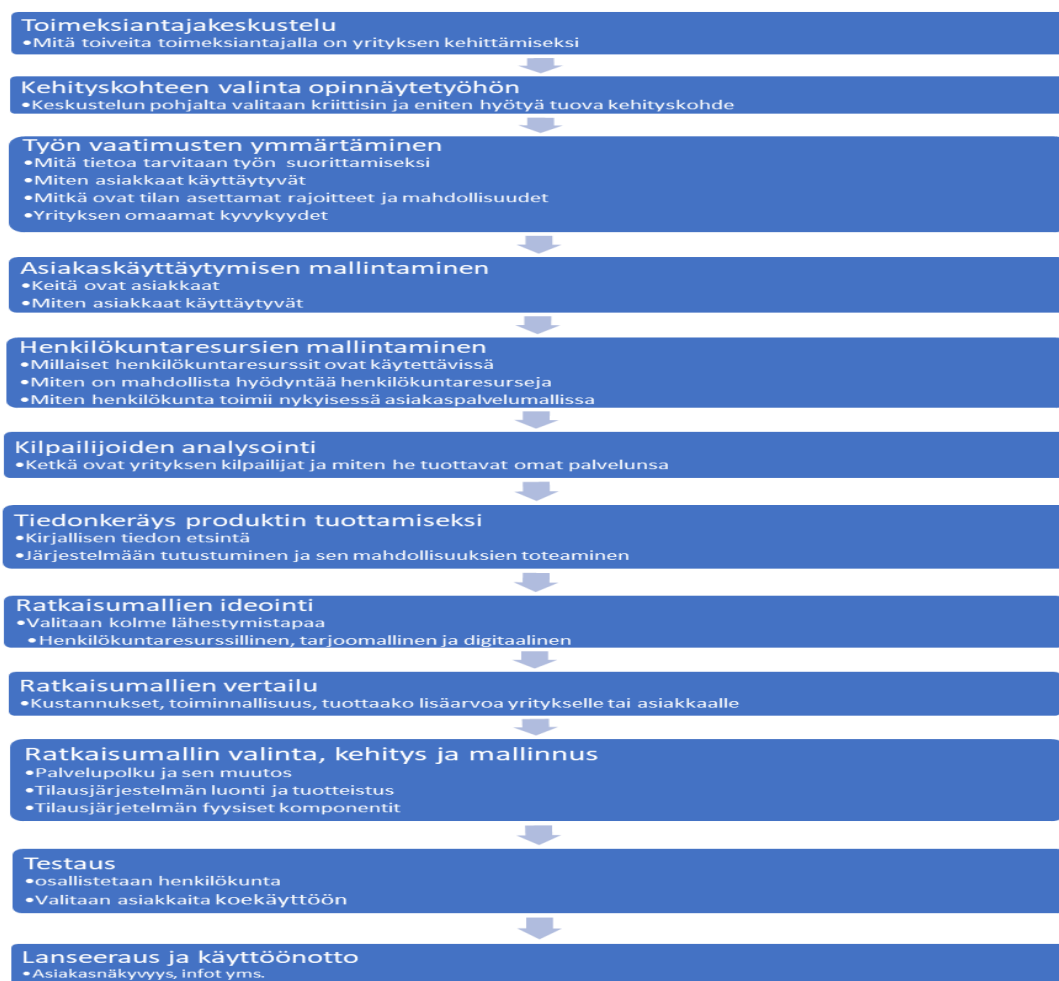 Toimeksiantajakeskustelu
•Mitä toiveita toimeksiantajalla on yrityksen kehittämiseksi
Kehityskohteen valinta opinnäytetyöhön
•Keskustelun pohjalta valitaan kriittisin ja eniten hyötyä tuova kehityskohde
Työn vaatimusten ymmärtäminen
•Mitä tietoa tarvitaan työn suorittamiseksi
•Miten asiakkaat käyttäytyvät
•Mitkä ovat tilan asettamat rajoitteet ja mahdollisuudet
•Yrityksen omaamat kyvykyydet
Asiakaskäyttäytymisen mallintaminen
•Keitä ovat asiakkaat
•Miten asiakkaat käyttäytyvät
Henkilökuntaresursien mallintaminen
•Millaiset henkilökuntaresurssit ovat käytettävissä
•Miten on mahdollista hyödyntää henkilökuntaresurseja
•Miten henkilökunta toimii nykyisessä asiakaspalvelumallissa
Kilpailijoiden analysointi
•Ketkä ovat yrityksen kilpailijat ja miten he tuottavat omat palvelunsa
Tiedonkeräys produktin tuottamiseksi
•Kirjallisen tiedon etsintä
•Järjestelmään tutustuminen ja sen mahdollisuuksien toteaminen
Ratkaisumallien ideointi
•Valitaan kolme lähestymistapaa
•Henkilökuntaresurssillinen, tarjoomallinen ja digitaalinen
Ratkaisumallien vertailu
•Kustannukset, toiminnallisuus, tuottaako lisäarvoa yritykselle tai asiakkaalle
Ratkaisumallin valinta, kehitys ja mallinnus
•Palvelupolku ja sen muutos
•Tilausjärjestelmän luonti ja tuotteistus
•Tilausjärjetelmän fyysiset komponentit
Testaus
•osallistetaan henkilökunta
•Valitaan asiakkaita koekäyttöön
Lanseeraus ja käyttöönotto
•Asiakasnäkyvyys, infot yms.